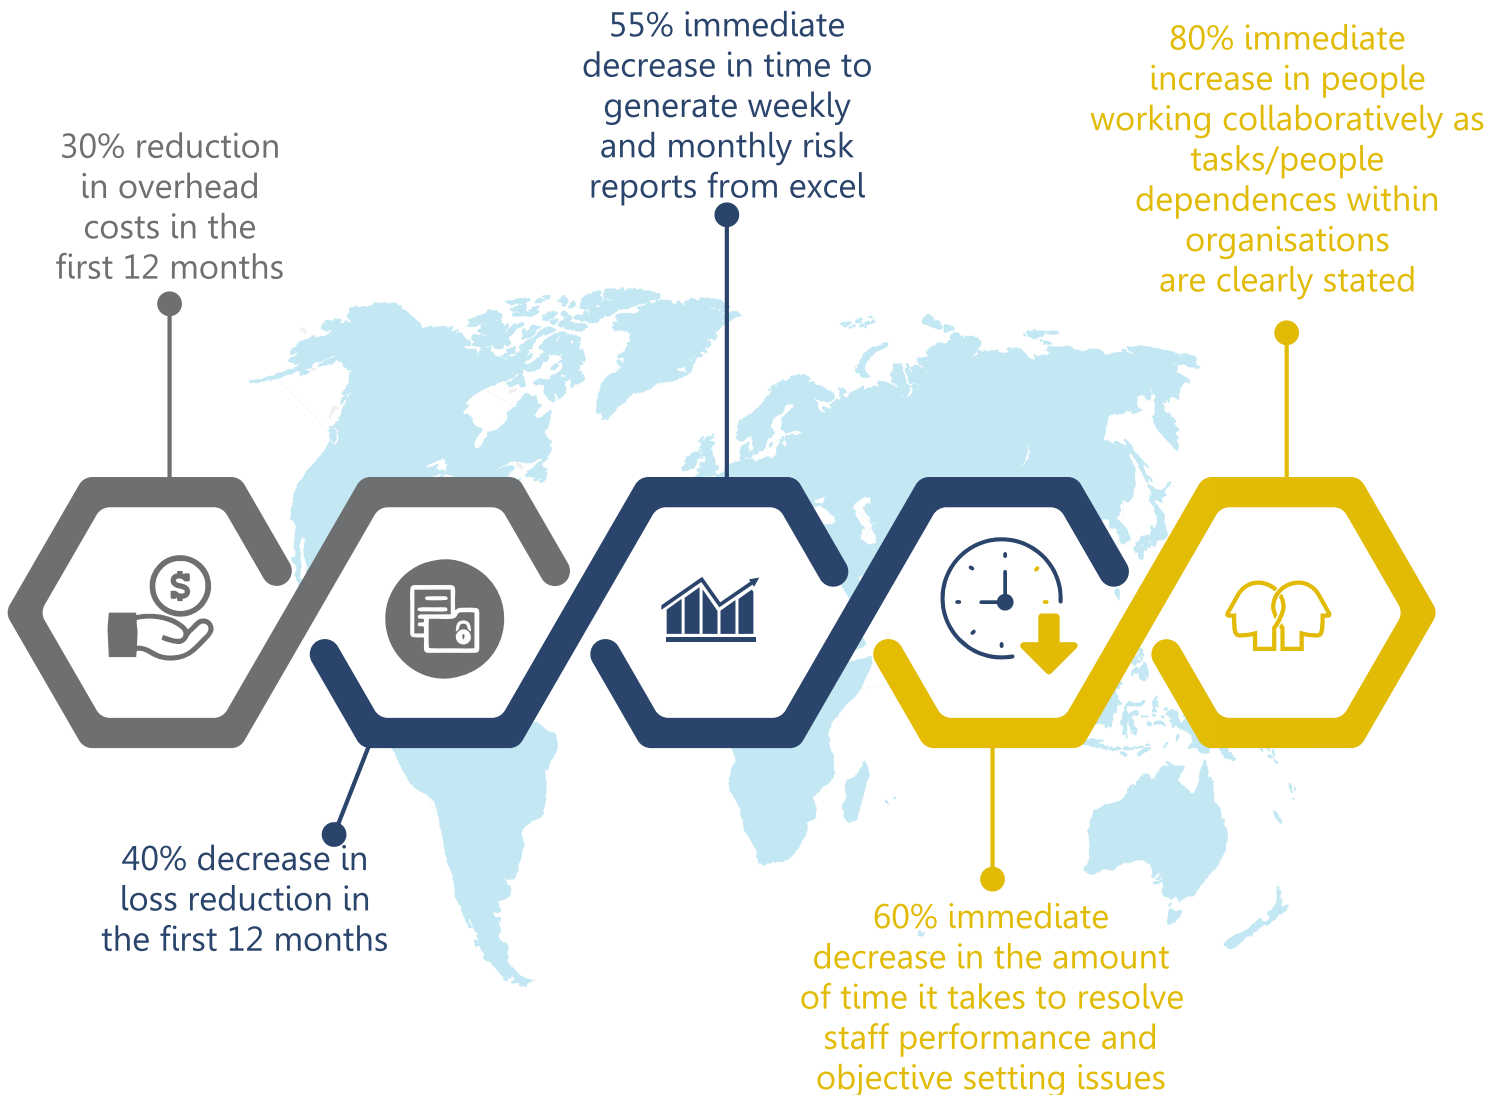 30% reduction
in overhead
costs in the
first 12 months
40% decrease in
loss reduction in
the first 12 months
55% immediate
decrease in time to
generate weekly
and monthly risk
reports from excel
60% immediate
decrease in the amount
of time it takes to resolve
staff performance and
objective setting issues
80% immediate
increase in people
working collaboratively as
tasks/people
dependences within
organisations
are clearly stated
$